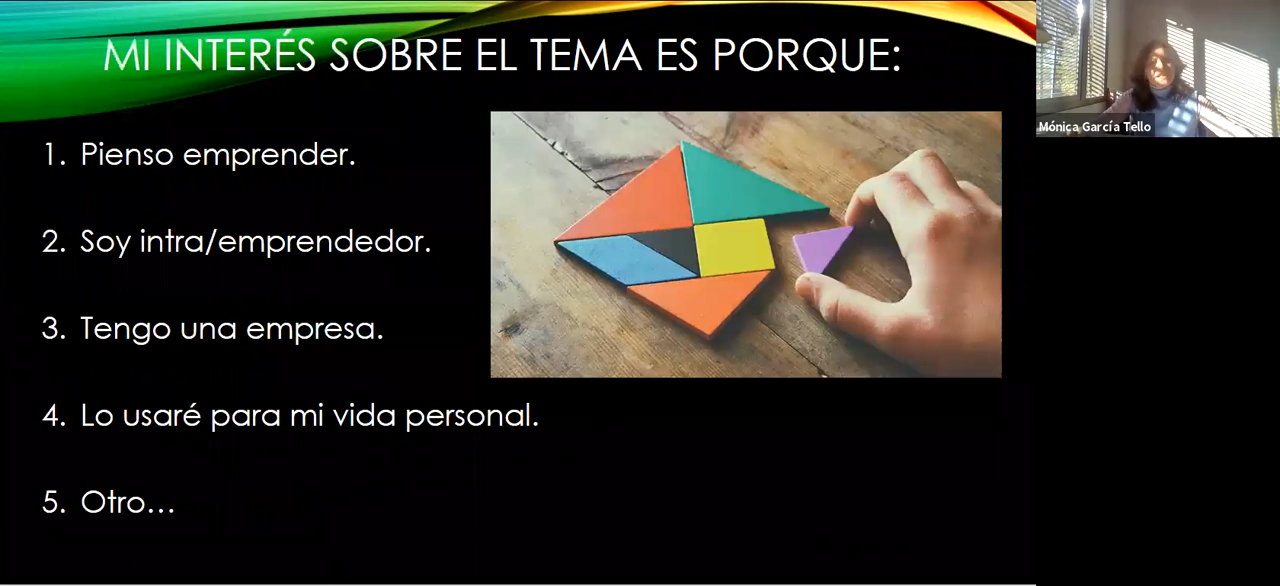 MI INTERÉS SOBRE EL TEMA ES PORQUE:
1. Pienso emprender.
2. Soy intra/emprendedor.
3. Tengo una empresa.
4. Lo usaré para mi vida personal.
5. Otro...
Mónica García Tello